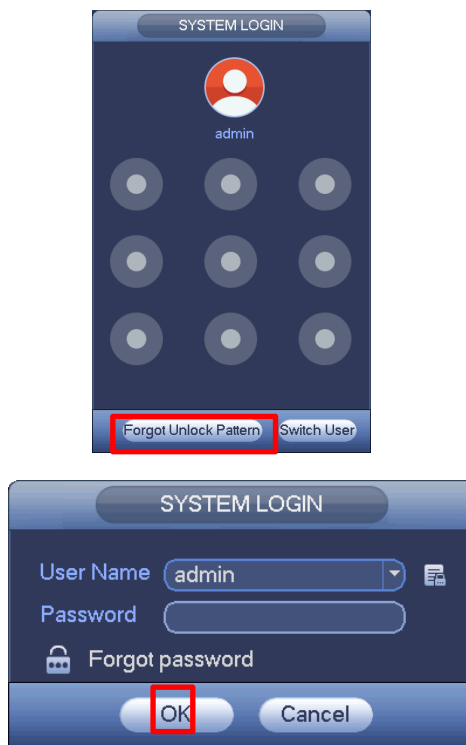 SYSTEM LOGIN
admin
Forgot Unlock Pattern Switch User
SYSTEM LOGIN
User Name admin
Password
Forgot password
OK Cancel